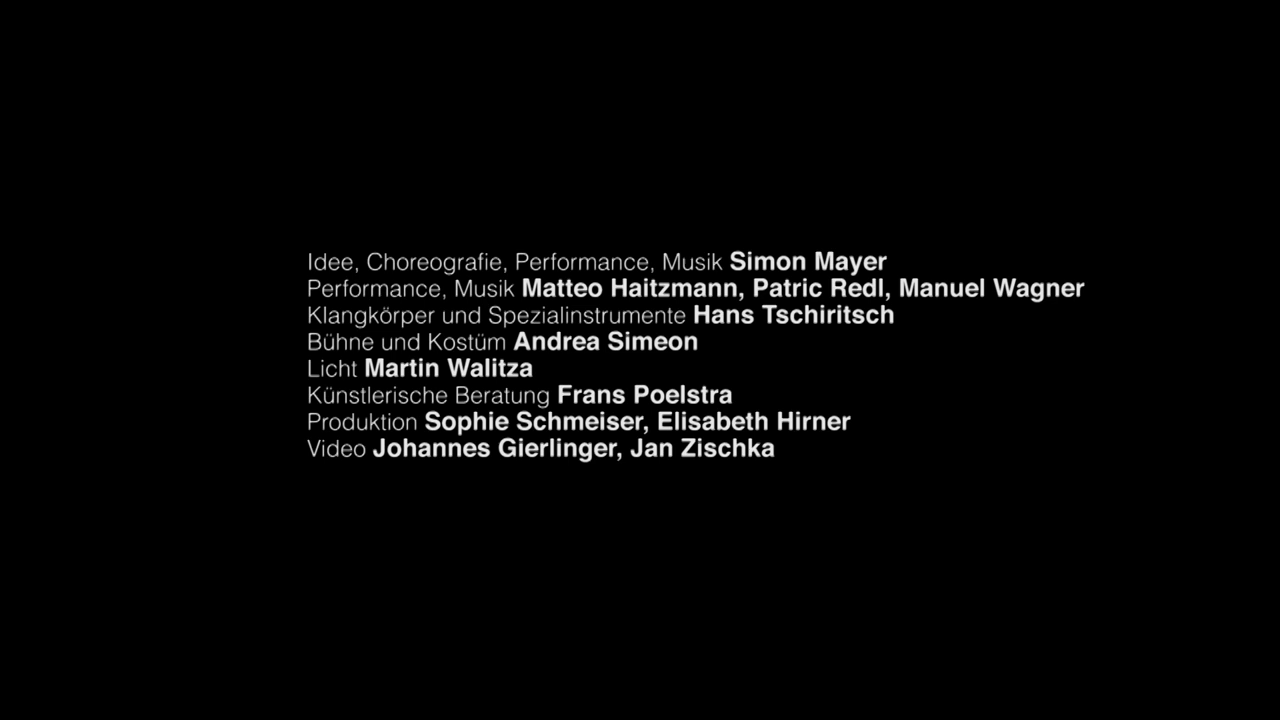 Idee, Choreografie, Performance, Musik Simon Mayer
Performance, Musik Matteo Haitzmann, Patric Redl, Manuel Wagner
Klangkörper und Spezialinstrumente Hans Tschiritsch
Bühne und Kostüm Andrea Simeon
Licht Martin Walitza
Künstlerische Beratung Frans Poelstra
Produktion Sophie Schmeiser, Elisabeth Hirner
Video Johannes Gierlinger, Jan Zischka